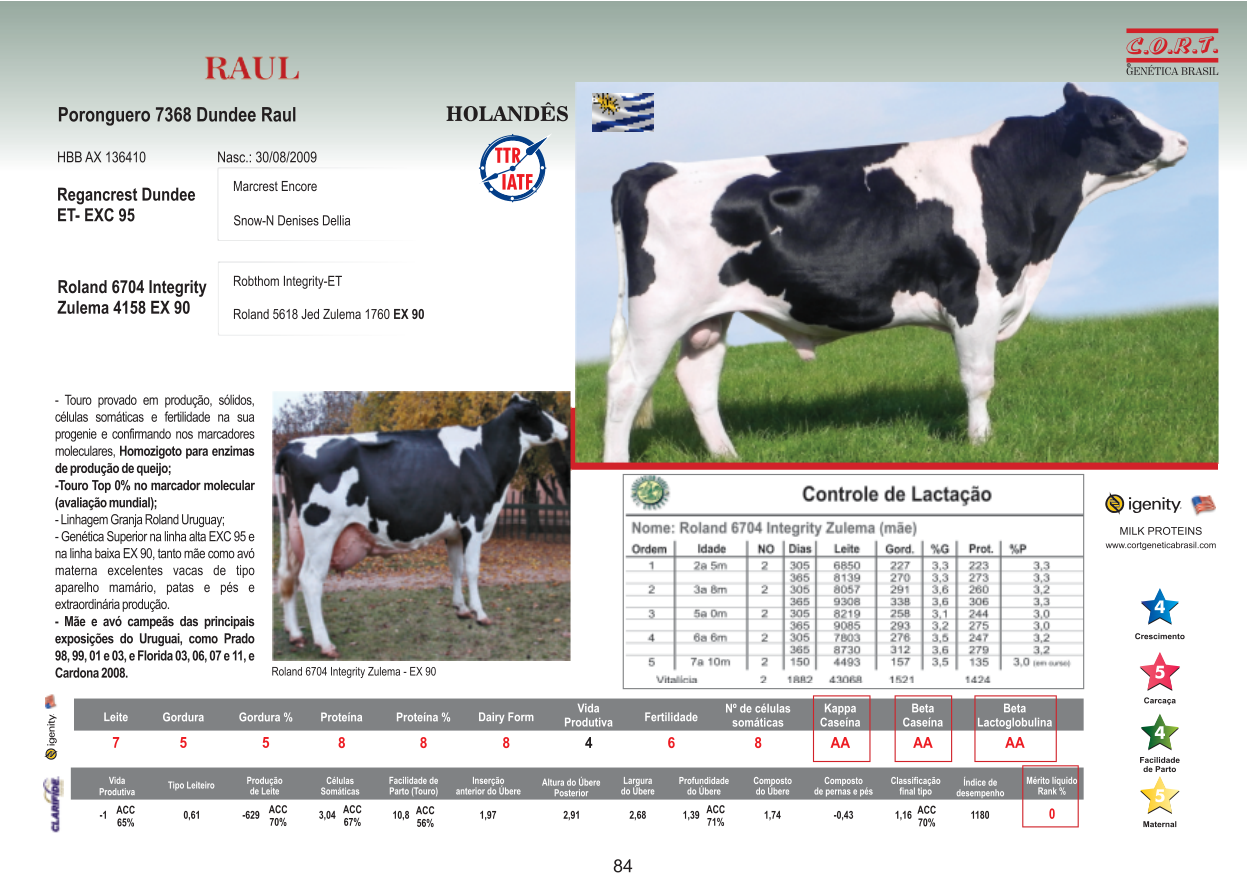 RAUL
C.O.R.T.
GENÉTICA BRASIL
Poronguero 7368 Dundee Raul
HOLANDÊS
HBB AX 136410 Nasc.: 30/08/2009
TTR
IATF
Regancrest Dundee
ET- EXC 95
Marcrest Encore
Snow-N Denises Dellia
Roland 6704 Integrity
Zulema 4158 EX 90
Robthom Integrity-ET
Roland 5618 Jed Zulema 1760 EX 90
- Touro provado em produção, sólidos,
células somáticas e fertilidade na sua
progenie e confirmando nos marcadores
moleculares, Homozigoto para enzimas
de produção de queijo;
-Touro Top 0% no marcador molecular
(avaliação mundial);
- Linhagem Granja Roland Uruguay;
- Genética Superior na linha alta EXC 95 e
na linha baixa EX 90, tanto mãe como avó
materna excelentes vacas de tipo
aparelho mamário, patas e pés e
extraordinária produção.
- Mãe e avó campeãs das principais
exposições do Uruguai, como Prado
98, 99, 01 e 03, e Florida 03, 06, 07 e 11, e
Cardona 2008.
Roland 6704 Integrity Zulema - EX 90
Controle de Lactação
Nome: Roland 6704 Integrity Zulema (mãe)
Ordem Idade NO Dias Leite Gord. %G Prot. %P
1 2a 5m 2 305 6850 227 3,3 223 3,3
365 8139 270 3,3 273 3,3
2 3a 8m 2 305 8057 291 3,6 260 3,2
365 9308 338 3,6 306 3,3
3 5a 0m 2 305 8219 258 3,1 244 3,0
365 9085 293 3,2 275 3,0
4 6a 6m 2 305 7803 276 3,5 247 3,2
365 8730 312 3,6 279 3,2
5 7a 10m 2 150 4493 157 3,5 135 3,0 (em curso)
Vitalícia 2 1882 43068 1521 1424
igenity
MILK PROTEINS
www.cortgeneticabrasil.com
4
Crescimento
5
Carcaça
4
Facilidade
de Parto
5
Maternal
igenity
Leite Gordura Gordura % Proteína Proteína % Dairy Form Vida Produtiva Fertilidade Nº de células somáticas Kappa Caseína Beta Caseína Beta Lactoglobulina
7 5 5 8 8 8 4 6 8 AA AA AA
CLARIFIDE
Vida Produtiva Tipo Leiteiro Produção de Leite Células Somáticas Facilidade de Parto (Touro) Inserção anterior do Úbere Altura do Úbere Posterior Largura do Úbere Profundidade do Úbere Composto do Úbere Composto de pernas e pés Classificação final tipo Índice de desempenho Mérito líquido Rank %
-1 ACC 65% 0,61 -629 ACC 70% 3,04 ACC 67% 10,8 ACC 56% 1,97 2,91 2,68 1,39 ACC 71% 1,74 -0,43 1,16 ACC 70% 1180 0
84